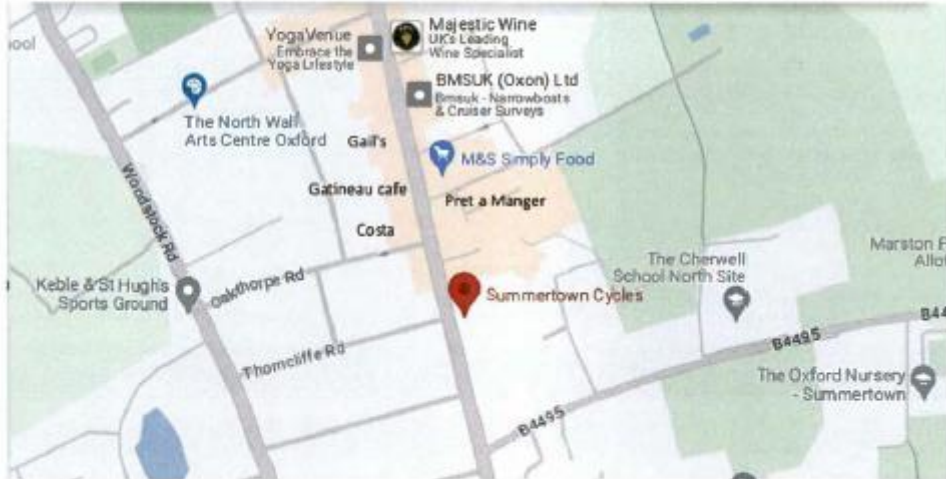 ool
YogaVenue
Embrace the
Yoga Lifestyle
Majestic Wine
UK's Leading
Wine Specialist
BMSUK (Oxon) Ltd
Bmsuk - Narrowboats
& Cruiser Surveys
The North Wall
Arts Centre Oxford
Gail's
M&S Simply Food
Gatineau cafe
Pret a Manger
Costa
Woodstock Rd
Keble & St Hugh's
Sports Ground
Oakthorpe Rd
Summertown Cycles
The Cherwell
School North Site
Marston F
Allot
Thorncliffe Rd
B4495
B44
The Oxford Nursery
- Summertown
B4495